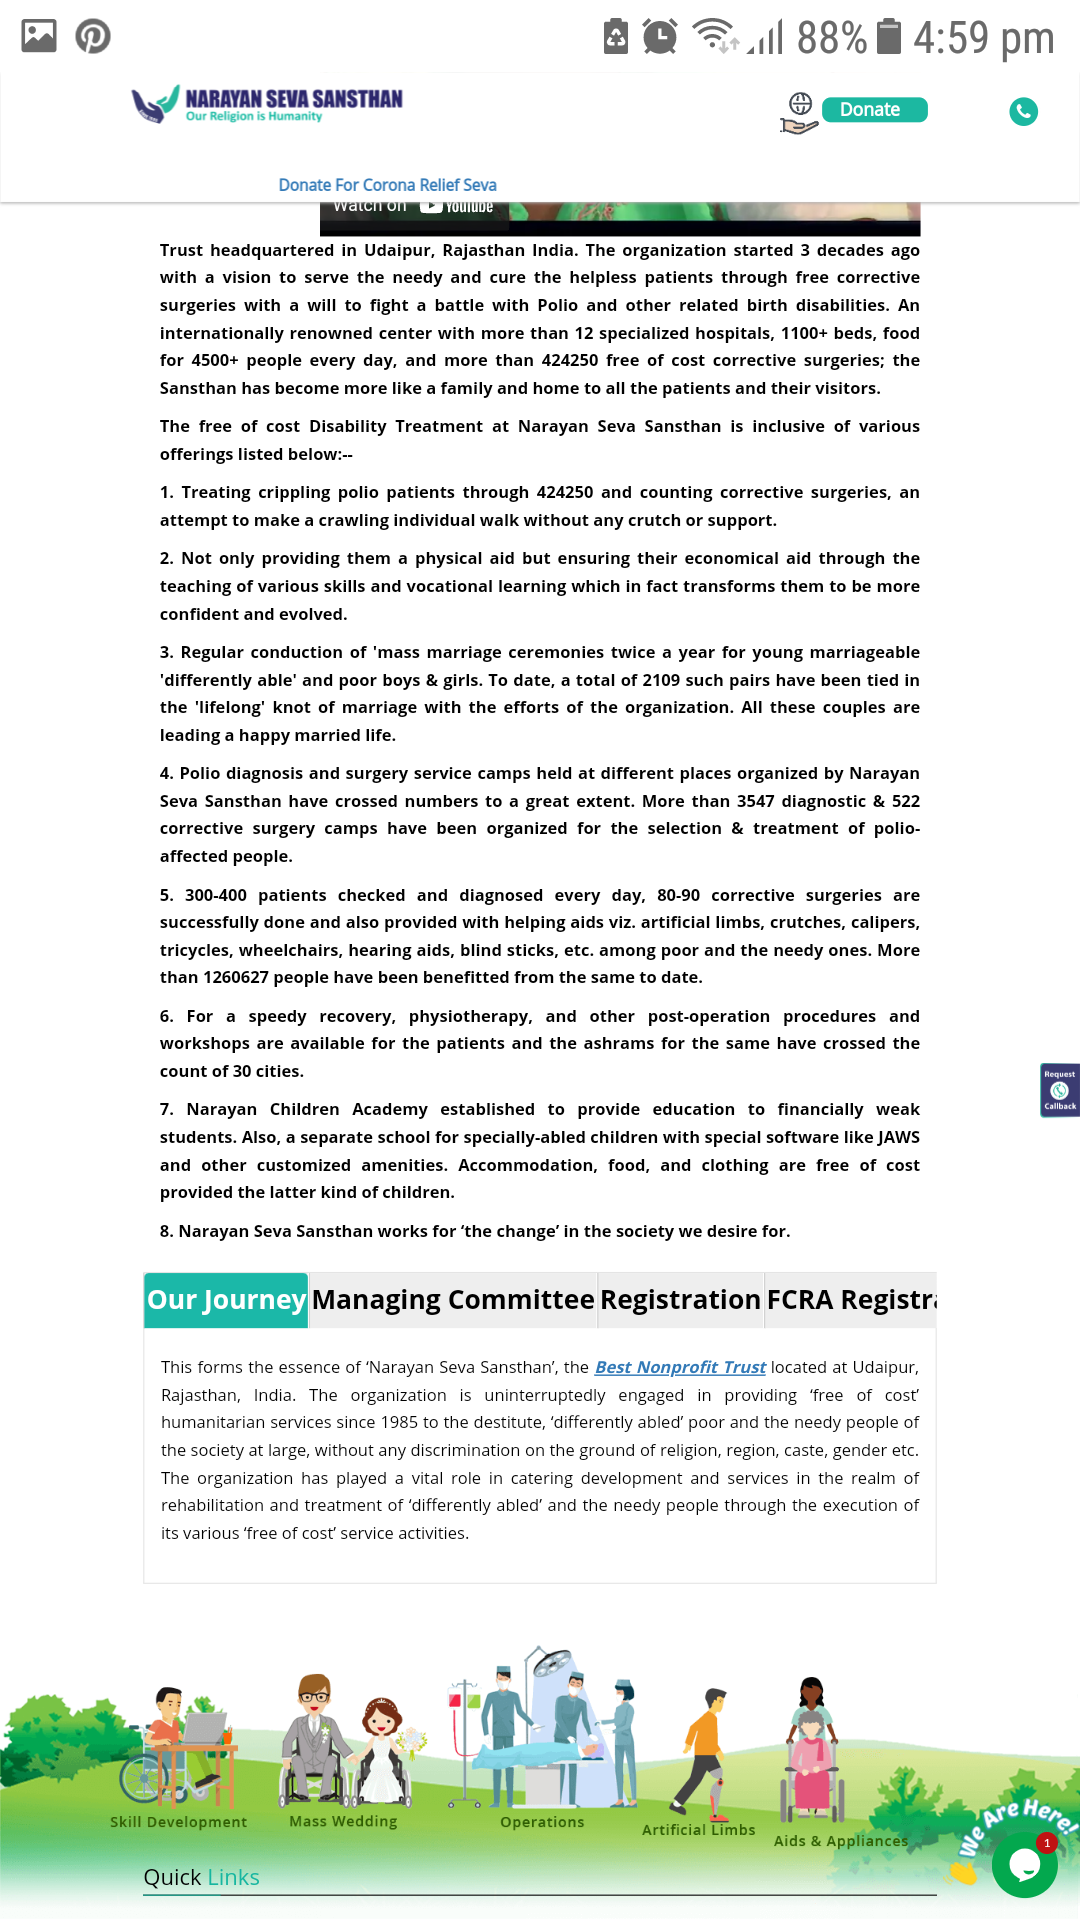 88% 4:59 pm
NARAYAN SEVA SANSTHAN
Our Religion is Humanity
Donate
Donate For Corona Relief Seva
Watch on YouTube
Trust headquartered in Udaipur, Rajasthan India. The organization started 3 decades ago
with a vision to serve the needy and cure the helpless patients through free corrective
surgeries with a will to fight a battle with Polio and other related birth disabilities. An
internationally renowned center with more than 12 specialized hospitals, 1100+ beds, food
for 4500+ people every day, and more than 424250 free of cost corrective surgeries; the
Sansthan has become more like a family and home to all the patients and their visitors.
The free of cost Disability Treatment at Narayan Seva Sansthan is inclusive of various
offerings listed below:--
1. Treating crippling polio patients through 424250 and counting corrective surgeries, an
attempt to make a crawling individual walk without any crutch or support.
2. Not only providing them a physical aid but ensuring their economical aid through the
teaching of various skills and vocational learning which in fact transforms them to be more
confident and evolved.
3. Regular conduction of 'mass marriage ceremonies twice a year for young marriageable
'differently able' and poor boys & girls. To date, a total of 2109 such pairs have been tied in
the 'lifelong' knot of marriage with the efforts of the organization. All these couples are
leading a happy married life.
4. Polio diagnosis and surgery service camps held at different places organized by Narayan
Seva Sansthan have crossed numbers to a great extent. More than 3547 diagnostic & 522
corrective surgery camps have been organized for the selection & treatment of polio-
affected people.
5. 300-400 patients checked and diagnosed every day, 80-90 corrective surgeries are
successfully done and also provided with helping aids viz. artificial limbs, crutches, calipers,
tricycles, wheelchairs, hearing aids, blind sticks, etc. among poor and the needy ones. More
than 1260627 people have been benefitted from the same to date.
6. For a speedy recovery, physiotherapy, and other post-operation procedures and
workshops are available for the patients and the ashrams for the same have crossed the
count of 30 cities.
Request
Callback
7. Narayan Children Academy established to provide education to financially weak
students. Also, a separate school for specially-abled children with special software like JAWS
and other customized amenities. Accommodation, food, and clothing are free of cost
provided the latter kind of children.
8. Narayan Seva Sansthan works for ‘the change’ in the society we desire for.
Our Journey Managing Committee Registration FCRA Registra
This forms the essence of ‘Narayan Seva Sansthan’, the Best Nonprofit Trust located at Udaipur,
Rajasthan, India. The organization is uninterruptedly engaged in providing ‘free of cost’
humanitarian services since 1985 to the destitute, ‘differently abled’ poor and the needy people of
the society at large, without any discrimination on the ground of religion, region, caste, gender etc.
The organization has played a vital role in catering development and services in the realm of
rehabilitation and treatment of ‘differently abled’ and the needy people through the execution of
its various ‘free of cost’ service activities.
Skill Development
Mass Wedding
Operations
Artificial Limbs
Aids & Appliances
We Are Here!
1
Quick Links